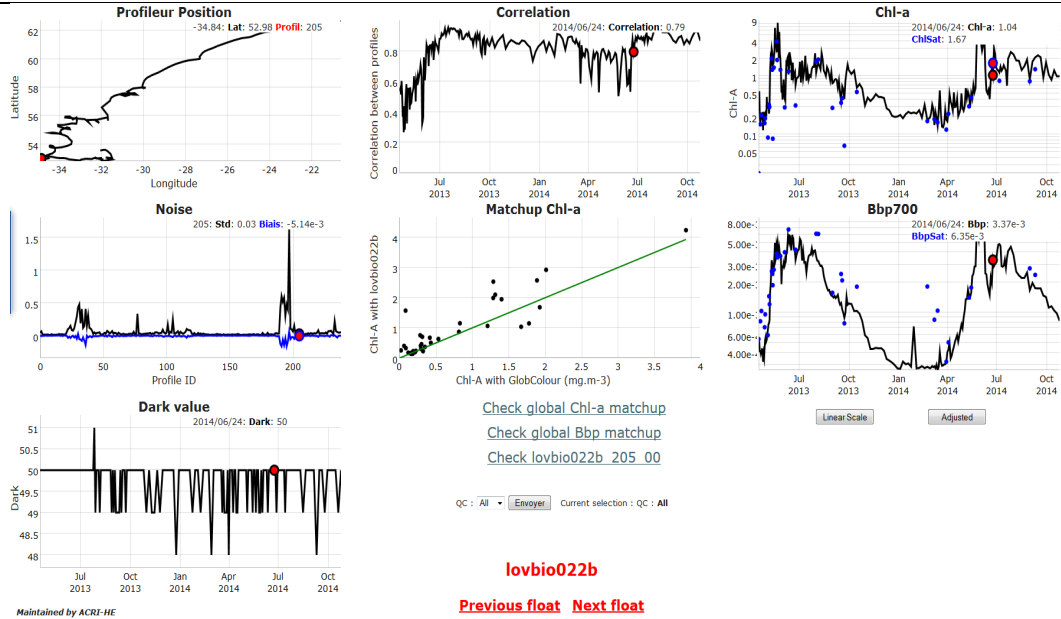 Profileur Position
-34.84: Lat: 52.98 Profil: 205
62
60
58
56
54
Latitude
-34 -32 -30 -28 -26 -24 -22
Longitude
Correlation
2014/06/24: Correlation: 0.79
0.8
0.6
0.4
0.2
0
Correlation between profiles
Jul 2013 Oct 2013 Jan 2014 Apr 2014 Jul 2014 Oct 2014
Chl-a
2014/06/24: Chl-a: 1.04
ChlSat: 1.67
9
5
2
1
0.5
0.2
0.1
0.05
Chl-A
Jul 2013 Oct 2013 Jan 2014 Apr 2014 Jul 2014 Oct 2014
Noise
205: Std: 0.03 Biais: -5.14e-3
1.5
1
0.5
0
0 50 100 150 200
Profile ID
Matchup Chl-a
4
3
2
1
0
Chl-A with lovbio022b
0 0.5 1 1.5 2 2.5 3 3.5 4
Chl-A with GlobColour (mg.m-3)
Bbp700
2014/06/24: Bbp: 3.37e-3
BbpSat: 6.35e-3
8.00e-
5.00e-
3.00e-
2.00e-
1.00e-
6.00e-
4.00e-
Jul 2013 Oct 2013 Jan 2014 Apr 2014 Jul 2014 Oct 2014
Linear Scale Adjusted
Dark value
2014/06/24: Dark: 50
51
50.5
50
49.5
49
48.5
48
Dark
Jul 2013 Oct 2013 Jan 2014 Apr 2014 Jul 2014 Oct 2014
Check global Chl-a matchup
Check global Bbp matchup
Check lovbio022b_205_00
QC : All Envoyer Current selection : QC : All
lovbio022b
Previous float Next float
Maintained by ACRI-HE